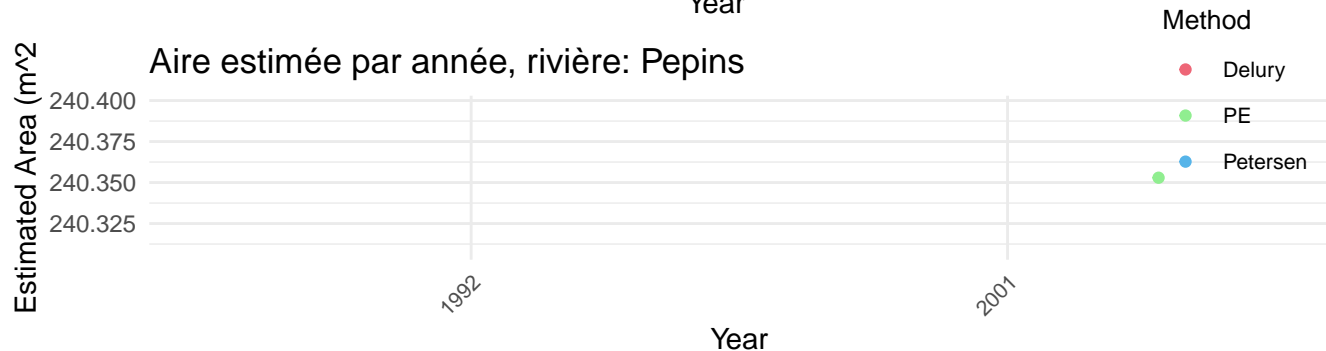 Year
Method
Aire estimée par année, rivière: Pepins
Delury
PE
Petersen
Estimated Area (m^2
240.400
240.375
240.350
240.325
1992
2001
Year